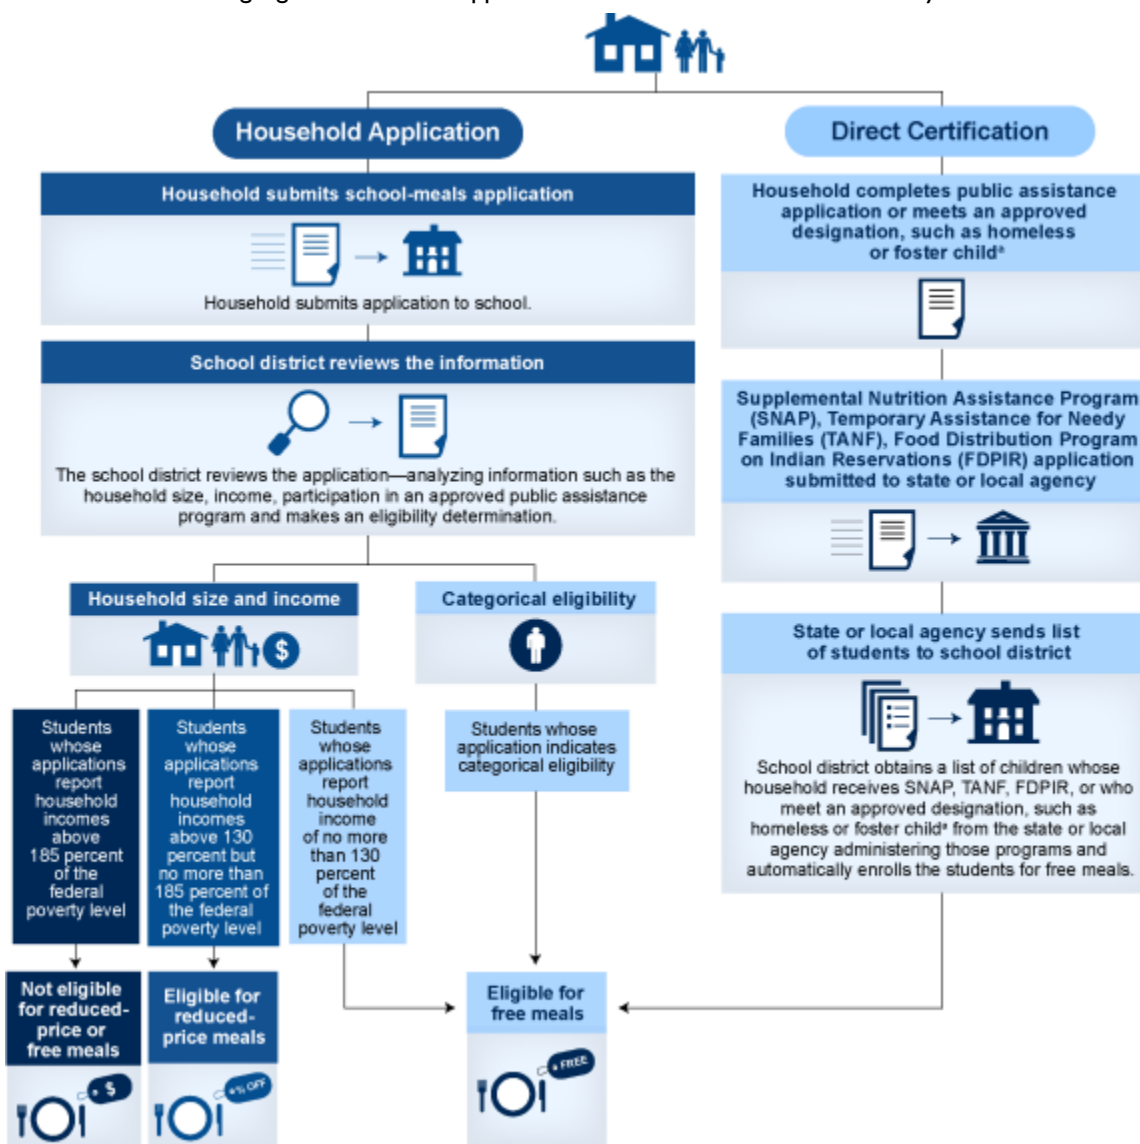 Household Application
Household submits school-meals application
Household submits application to school.
School district reviews the information
The school district reviews the application—analyzing information such as the
household size, income, participation in an approved public assistance
program and makes an eligibility determination.
Household size and income
$
Students
whose
applications
report
household
incomes
above
185 percent
of the
federal
poverty level
Not eligible
for reduced-
price or
free meals
$
Students
whose
applications
report
household
incomes
above 130
percent but
no more than
185 percent of
the federal
poverty level
Eligible for
reduced-
price meals
% OFF
Students
whose
applications
report
household
income
of no more
than 130
percent
of the
federal
poverty level
Categorical eligibility
Students whose
application indicates
categorical eligibility
Eligible for
free meals
FREE
Direct Certification
Household completes public assistance
application or meets an approved
designation, such as homeless
or foster childᵃ
Supplemental Nutrition Assistance Program
(SNAP), Temporary Assistance for Needy
Families (TANF), Food Distribution Program
on Indian Reservations (FDPIR) application
submitted to state or local agency
State or local agency sends list
of students to school district
School district obtains a list of children whose
household receives SNAP, TANF, FDPIR, or who
meet an approved designation, such as
homeless or foster childᵃ from the state or local
agency administering those programs and
automatically enrolls the students for free meals.